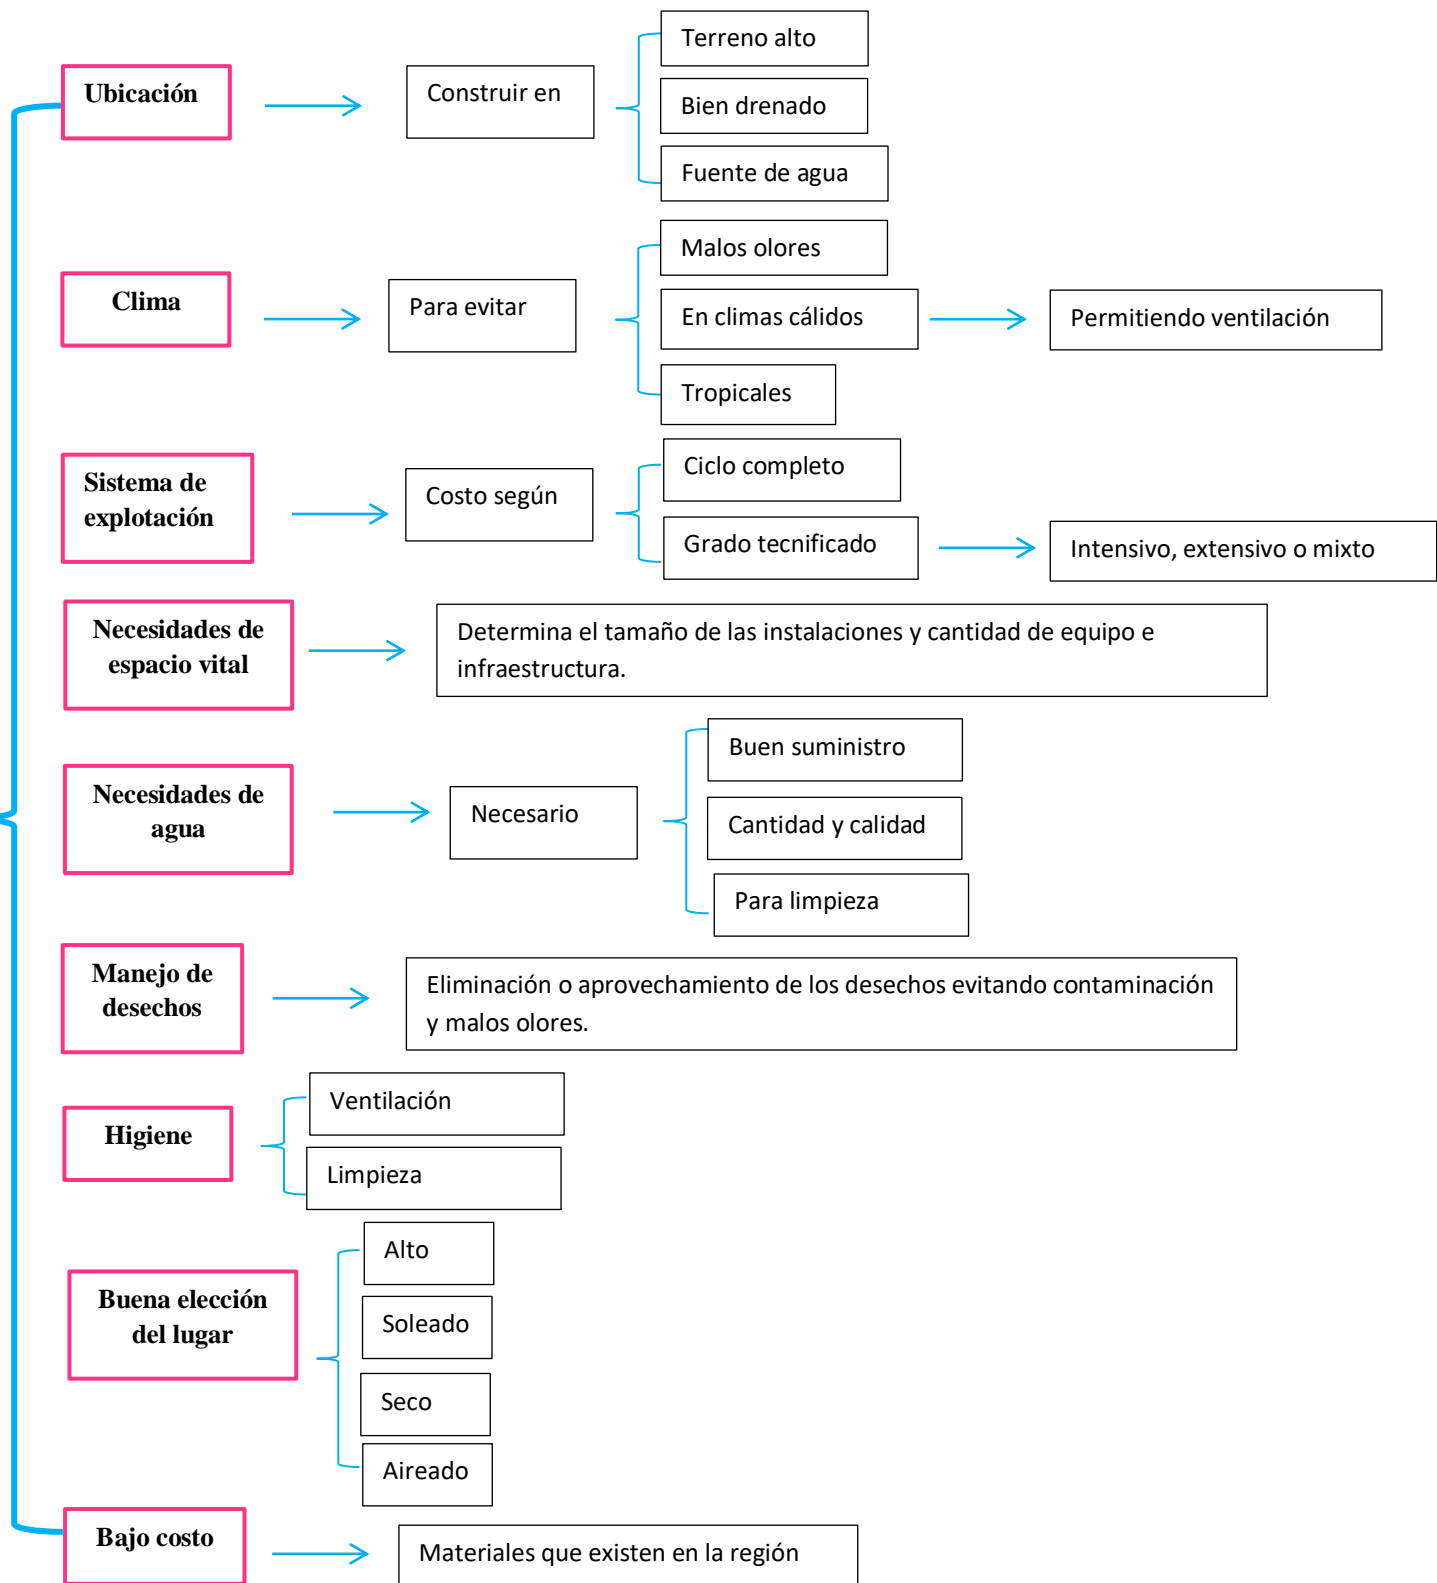 Ubicación
Construir en
Terreno alto
Bien drenado
Fuente de agua
Clima
Para evitar
Malos olores
En climas cálidos
Permitiendo ventilación
Tropicales
Sistema de
explotación
Costo según
Ciclo completo
Grado tecnificado
Intensivo, extensivo o mixto
Necesidades de
espacio vital
Determina el tamaño de las instalaciones y cantidad de equipo e
infraestructura.
Necesidades de
agua
Necesario
Buen suministro
Cantidad y calidad
Para limpieza
Manejo de
desechos
Eliminación o aprovechamiento de los desechos evitando contaminación
y malos olores.
Higiene
Ventilación
Limpieza
Buena elección
del lugar
Alto
Soleado
Seco
Aireado
Bajo costo
Materiales que existen en la región